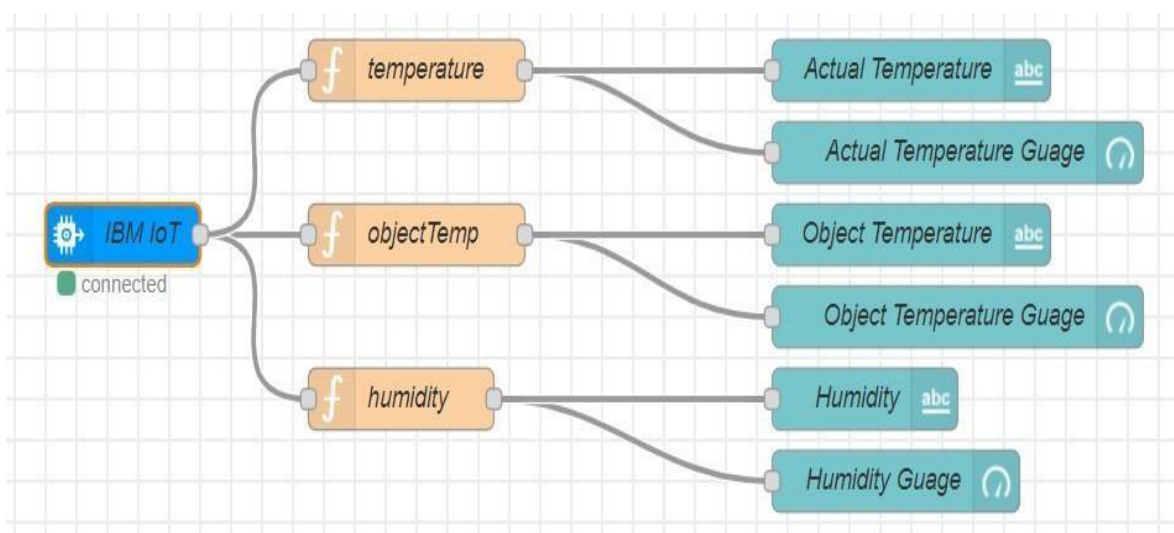 temperature
Actual Temperature abc
Actual Temperature Guage
IBM IoT
connected
objectTemp
Object Temperature abc
Object Temperature Guage
humidity
Humidity abc
Humidity Guage